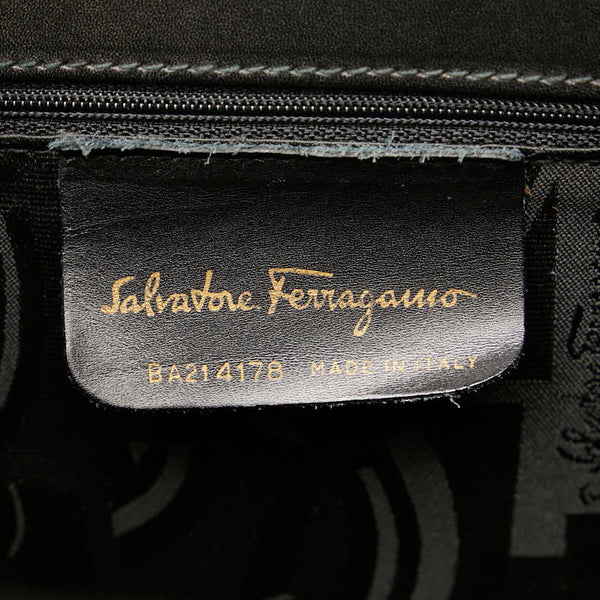 Salvatore Ferragamo
BA214178 MADE IN ITALY